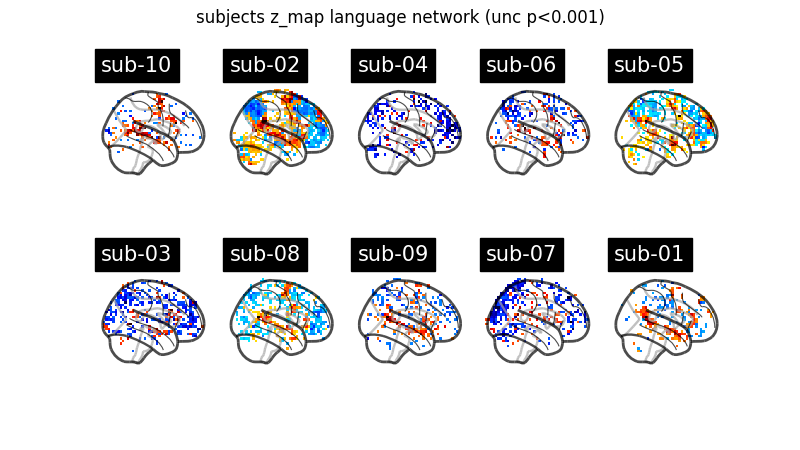 subjects z_map language network (unc p<0.001)
sub-10 sub-02 sub-04 sub-06 sub-05
sub-03 sub-08 sub-09 sub-07 sub-01